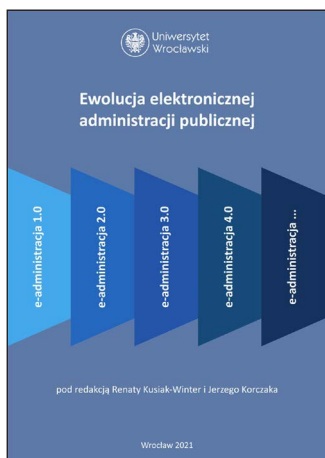 Uniwersytet
Wrocławski
Ewolucja elektronicznej
administracji publicznej
e-administracja 1.0
e-administracja 2.0
e-administracja 3.0
e-administracja 4.0
e-administracja ...
pod redakcją Renaty Kusiak-Winter i Jerzego Korczaka
Wrocław 2021